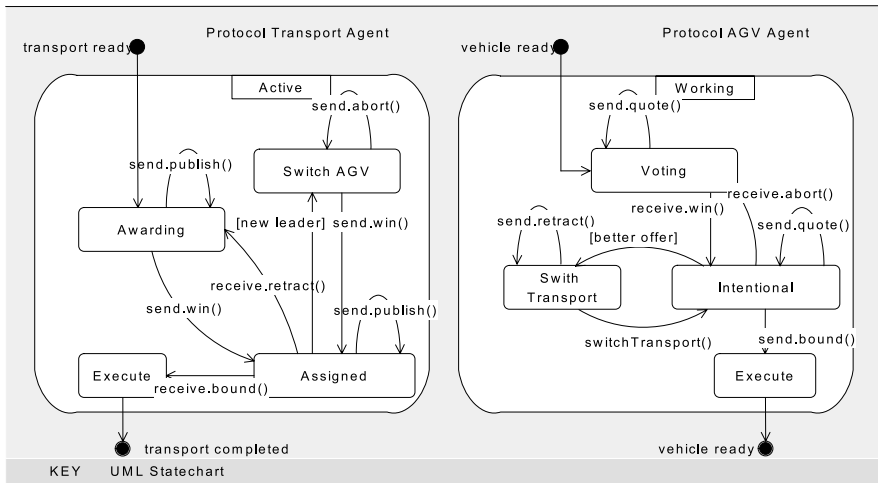 Protocol Transport Agent
transport ready
Active
send.abort()
send.publish()
Switch AGV
Awarding
[new leader]
send.win()
receive.retract()
send.win()
send.publish()
Execute
receive.bound()
Assigned
transport completed
Protocol AGV Agent
vehicle ready
Working
send.quote()
Voting
receive.abort()
receive.win()
send.retract()
send.quote()
[better offer]
Swith
Transport
Intentional
switchTransport()
send.bound()
Execute
vehicle ready
KEY UML Statechart